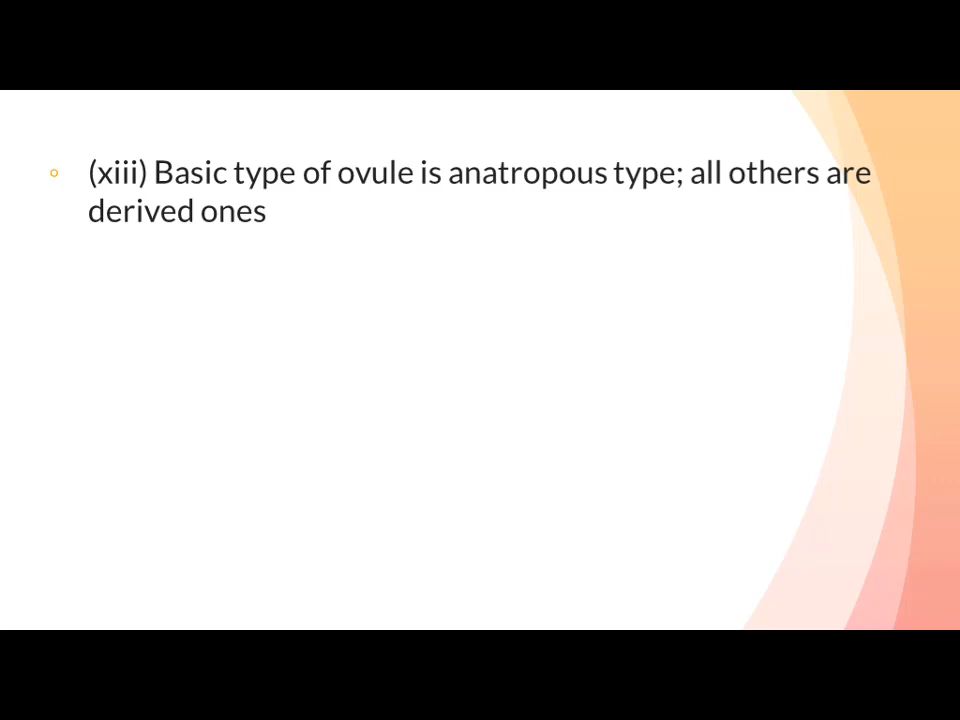 ◦ (xiii) Basic type of ovule is anatropous type; all others are
derived ones